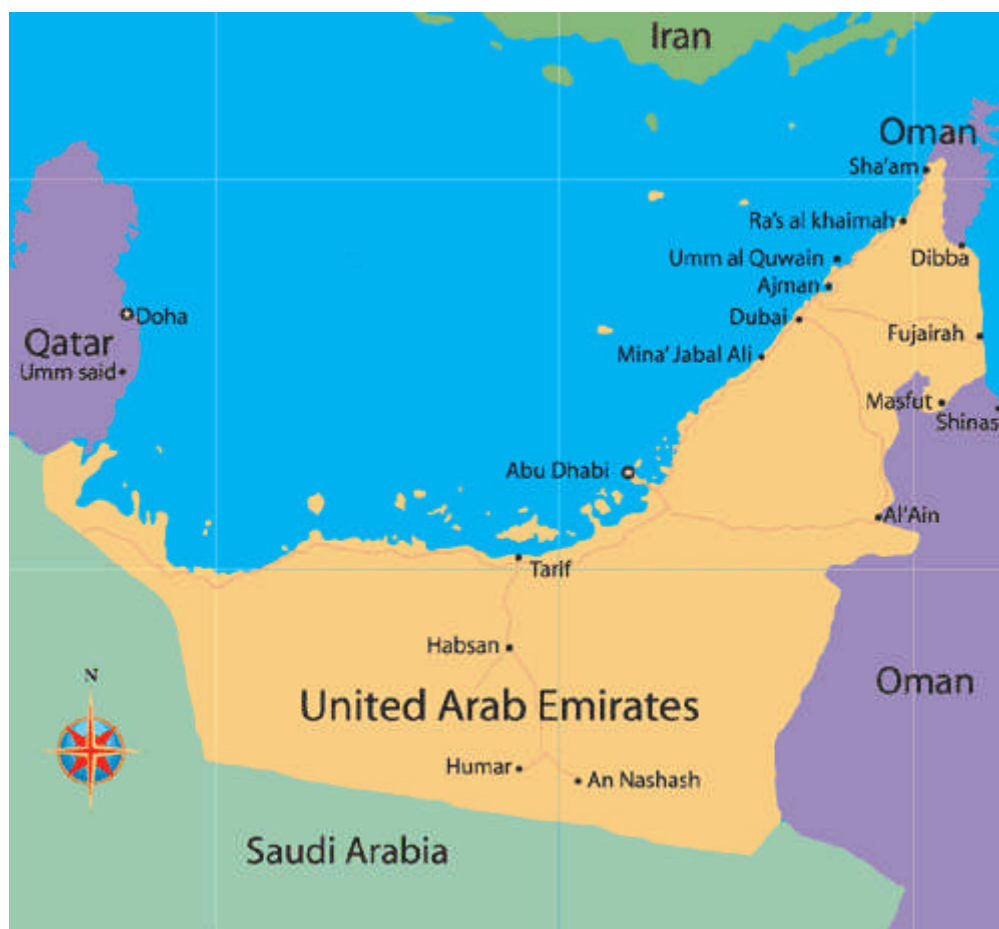 Iran
Oman
Sha'am
Ra's al khaimah
Umm al Quwain
Dibba
Ajman
Doha
Dubai
Fujairah
Qatar
Mina' Jabal Ali
Umm said
Masfut
Shinas
Abu Dhabi
Al'Ain
Tarif
Habsan
N
Oman
United Arab Emirates
Humar
An Nashash
Saudi Arabia